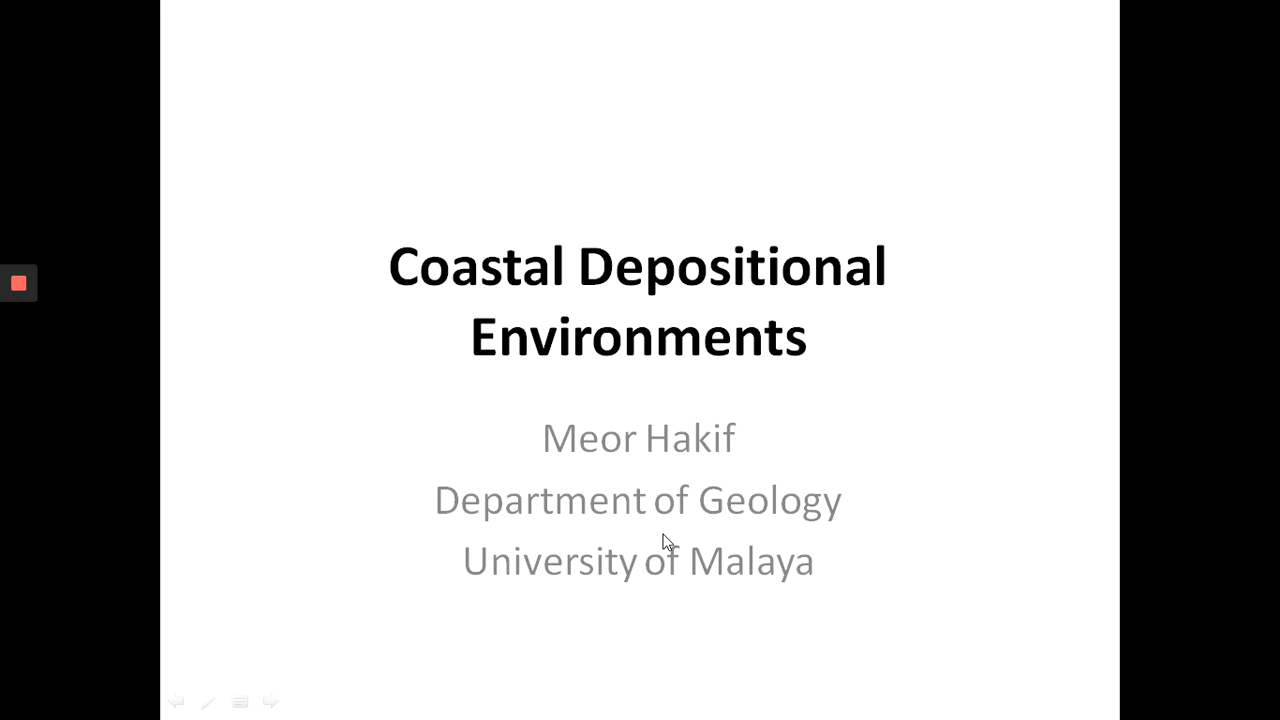 Coastal Depositional
Environments
Meor Hakif
Department of Geology
University of Malaya